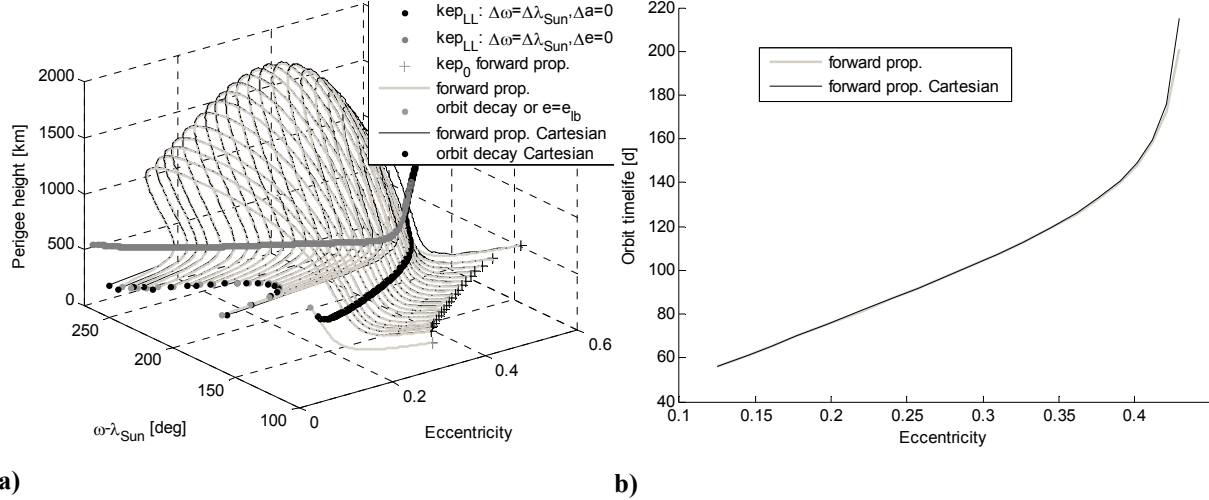 kep_LL: Δω=Δλ_Sun,Δa=0
kep_LL: Δω=Δλ_Sun,Δe=0
kep_0 forward prop.
forward prop.
orbit decay or e=e_lb
forward prop. Cartesian
orbit decay Cartesian
2000
1500
1000
500
0
Perigee height [km]
250
200
150
100
ω-λ_Sun [deg]
0
0.2
0.4
0.6
Eccentricity
a)
forward prop.
forward prop. Cartesian
220
200
180
160
140
120
100
80
60
40
Orbit timelife [d]
0.1
0.15
0.2
0.25
0.3
0.35
0.4
Eccentricity
b)